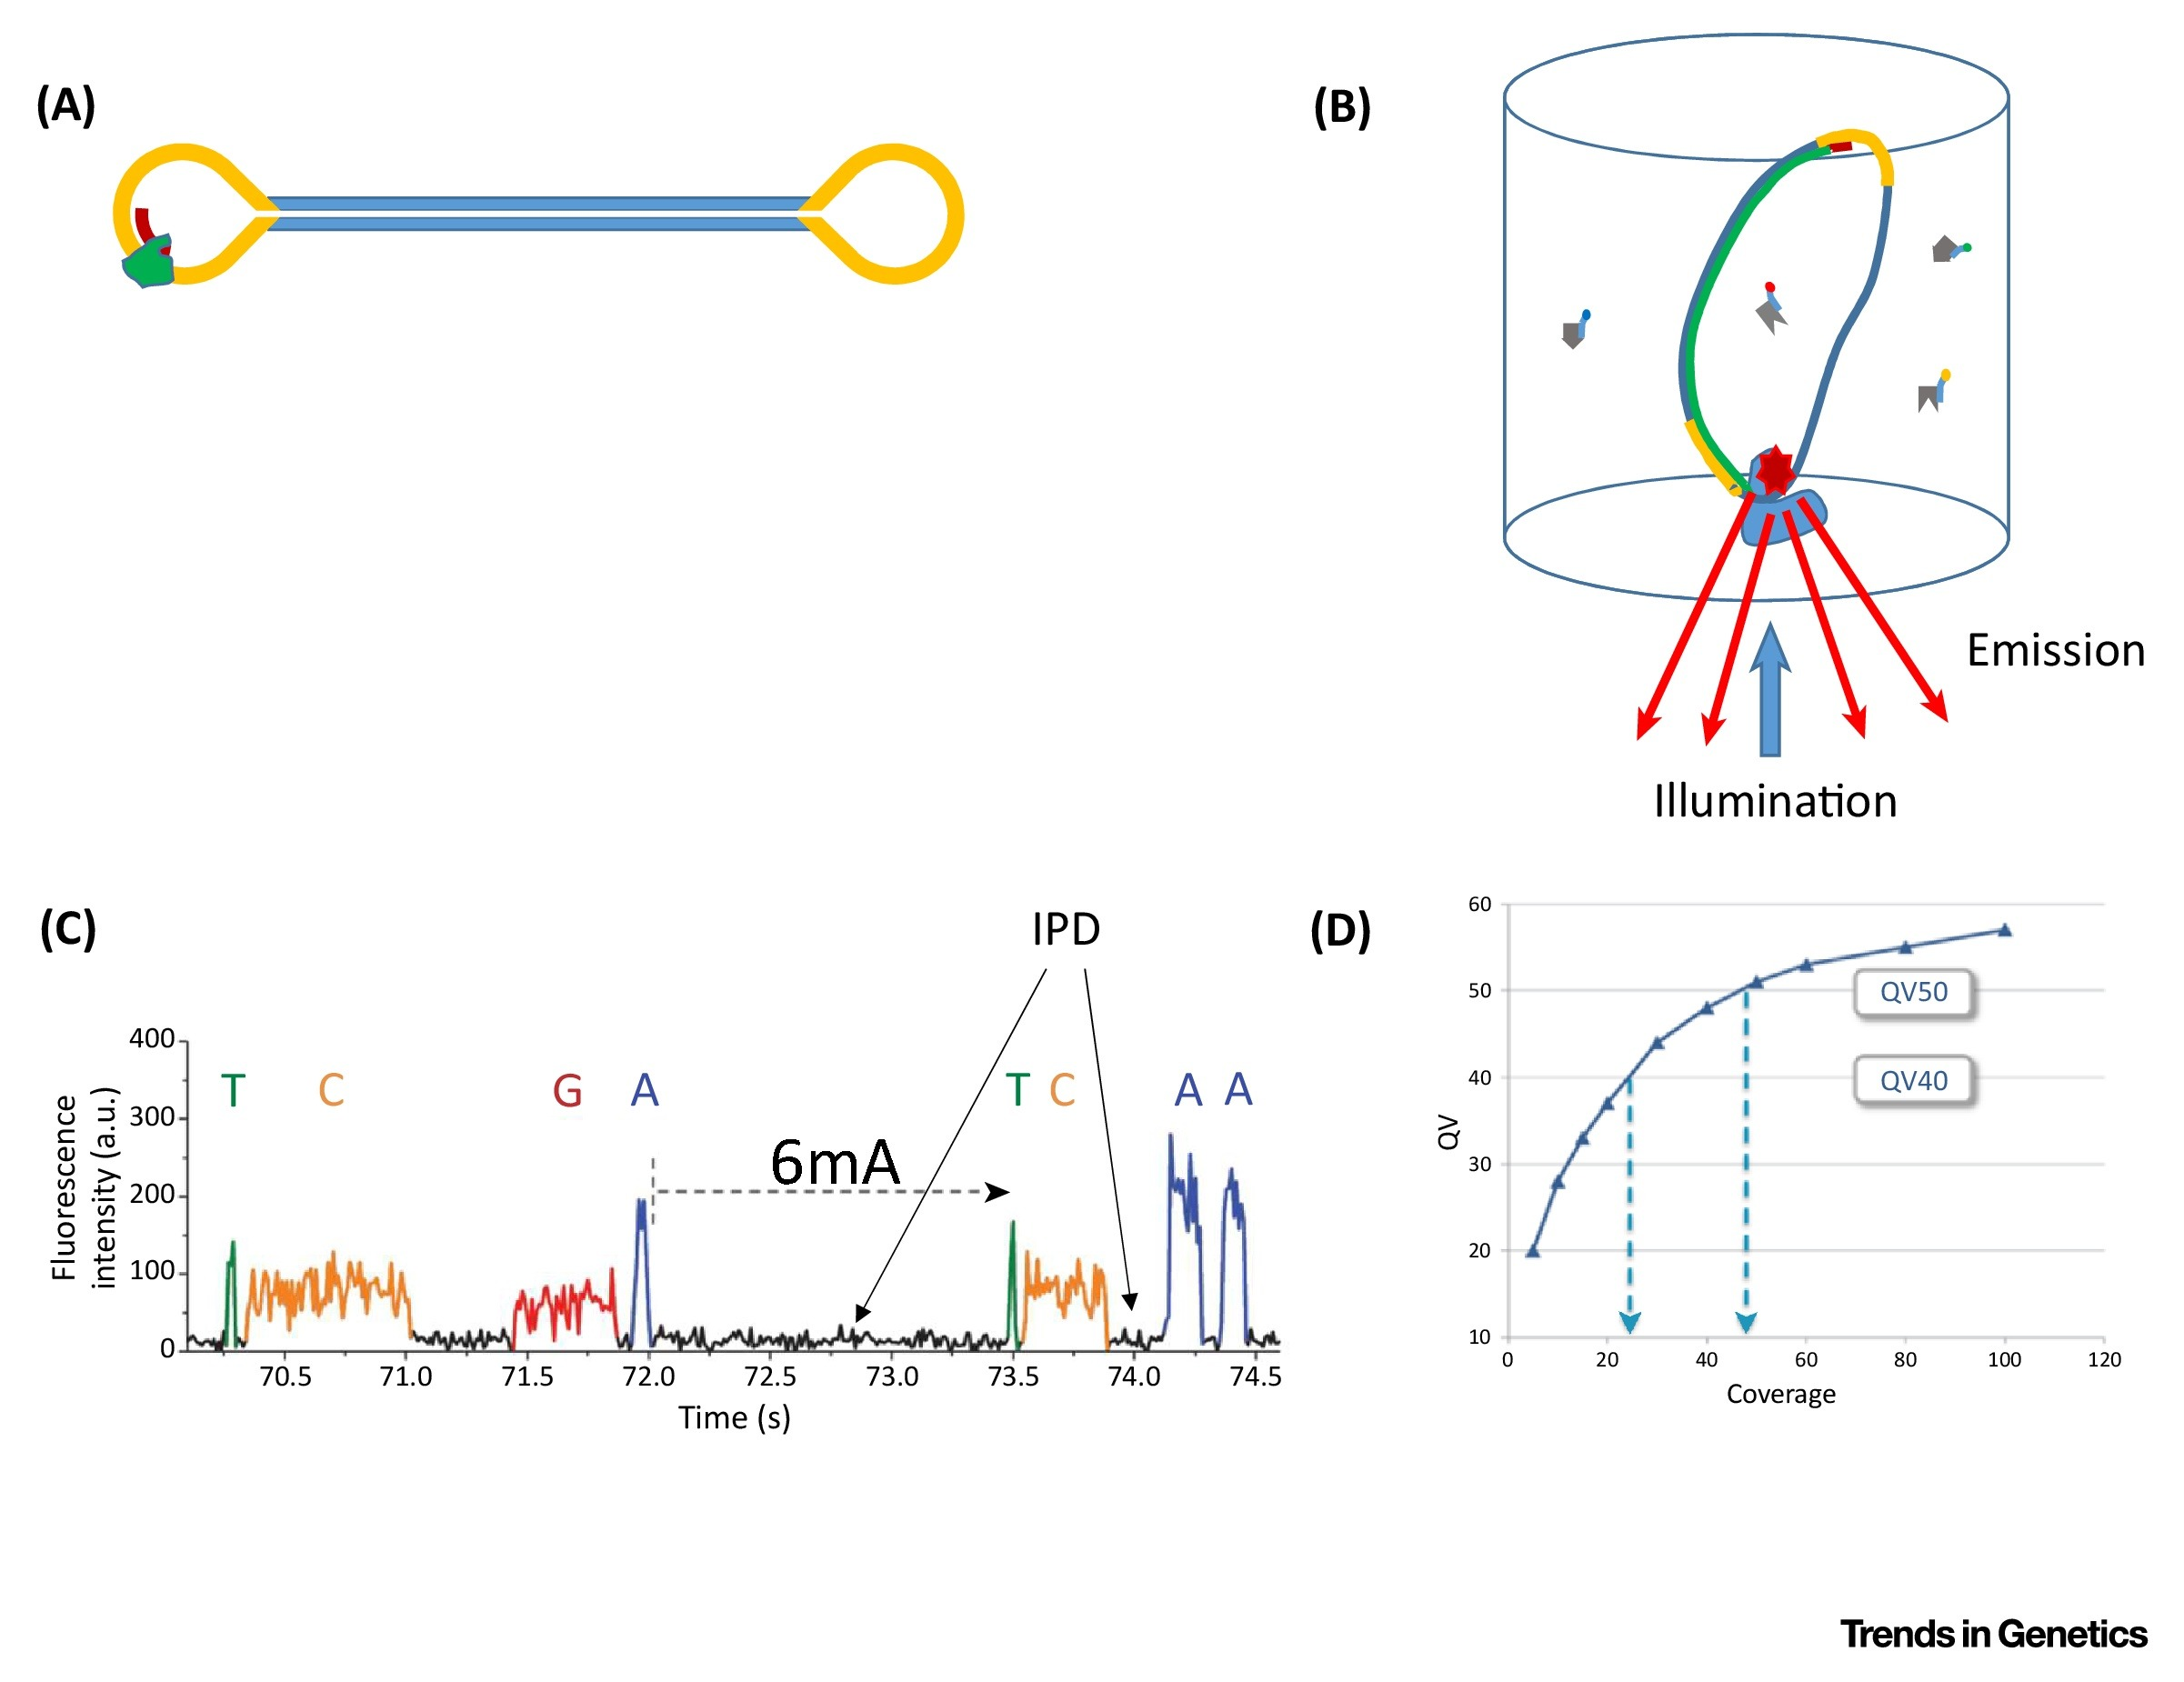 (A)
(B)
Emission
Illumination
(C)
IPD
400
300
200
100
0
Fluorescence
intensity (a.u.)
T C G A T C A A
6mA
70.5 71.0 71.5 72.0 72.5 73.0 73.5 74.0 74.5
Time (s)
(D)
60
50
40
30
20
10
QV
QV50
QV40
0 20 40 60 80 100 120
Coverage
Trends in Genetics